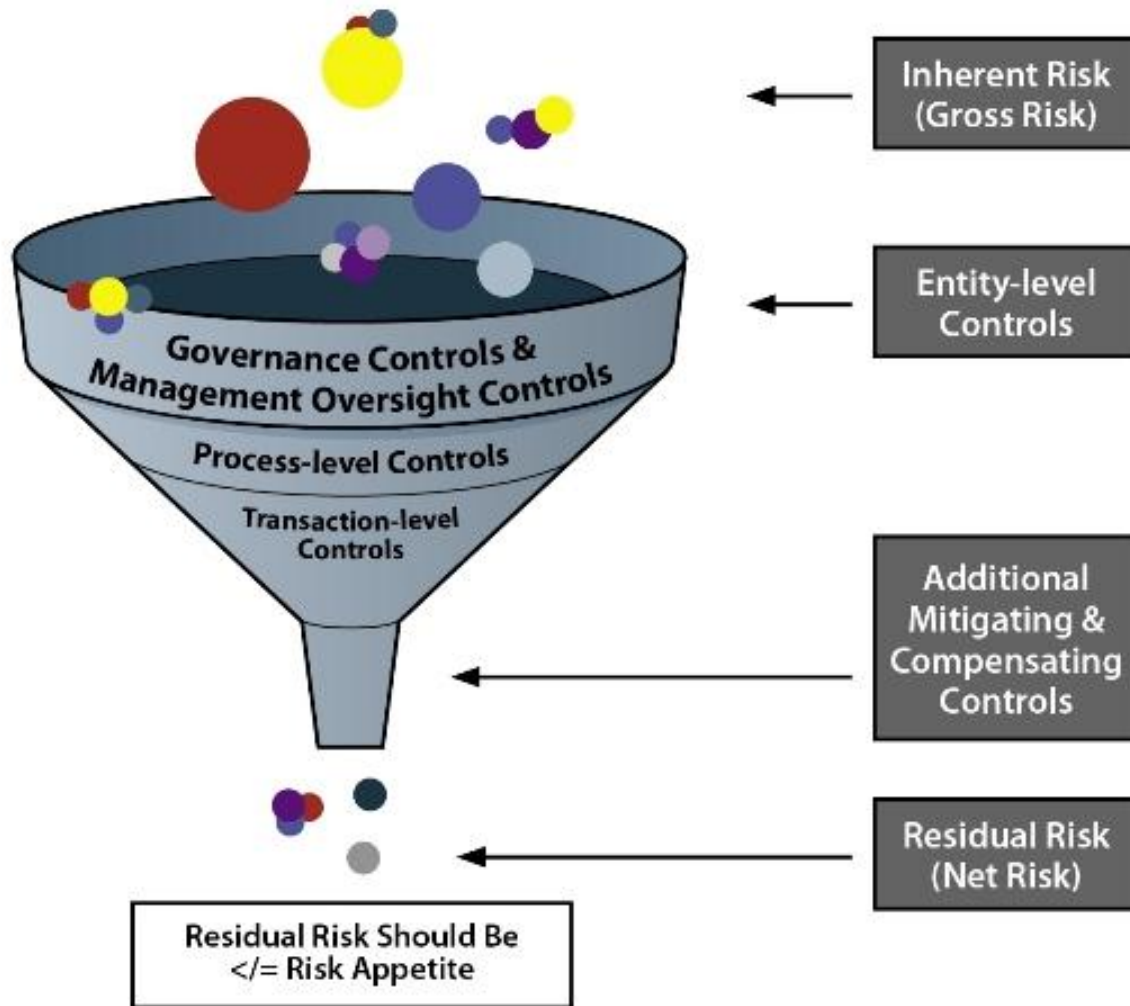 Inherent Risk
(Gross Risk)
Entity-level
Controls
Governance Controls &
Management Oversight Controls
Process-level Controls
Transaction-level
Controls
Additional
Mitigating &
Compensating
Controls
Residual Risk
(Net Risk)
Residual Risk Should Be
</= Risk Appetite